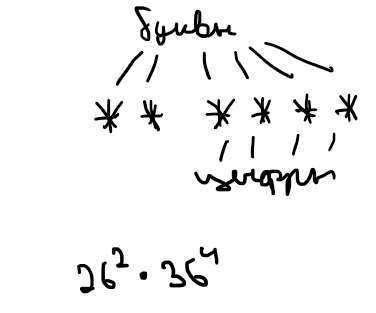 буквы
* * * * * *
цифры
26² · 36⁴